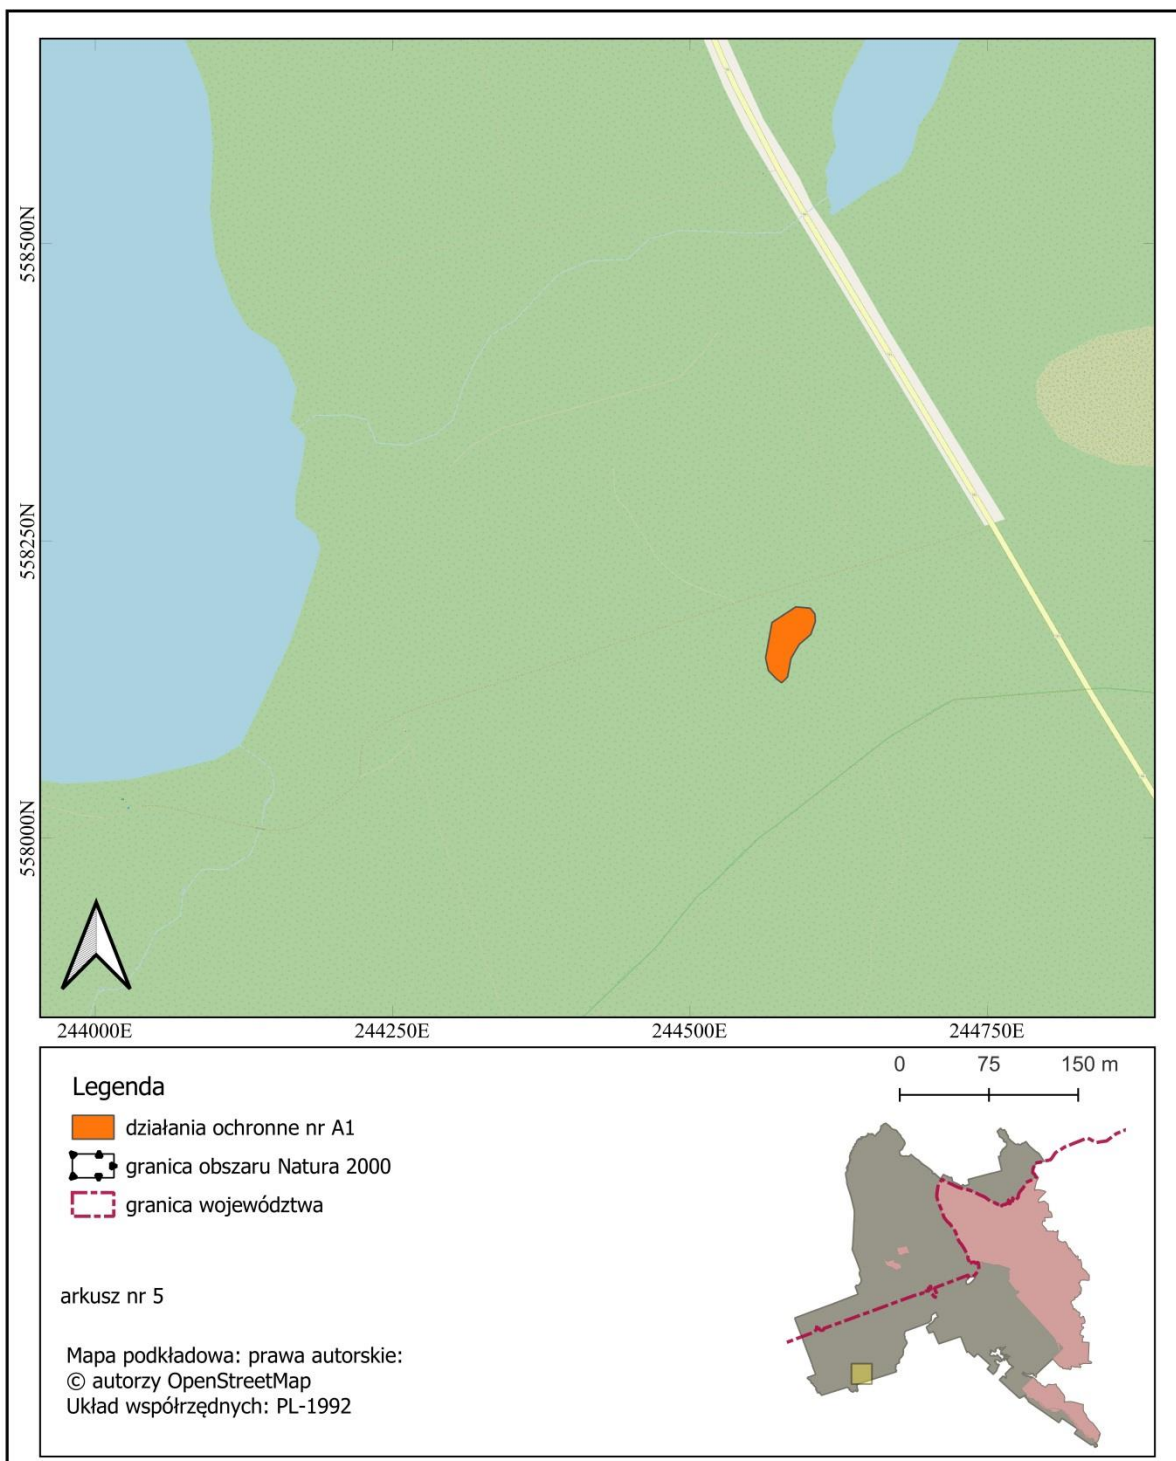 558500N
558250N
558000N
244000E 244250E 244500E 244750E
Legenda
działania ochronne nr A1
granica obszaru Natura 2000
granica województwa
arkusz nr 5
Mapa podkładowa: prawa autorskie:
© autorzy OpenStreetMap
Układ współrzędnych: PL-1992
0 75 150 m